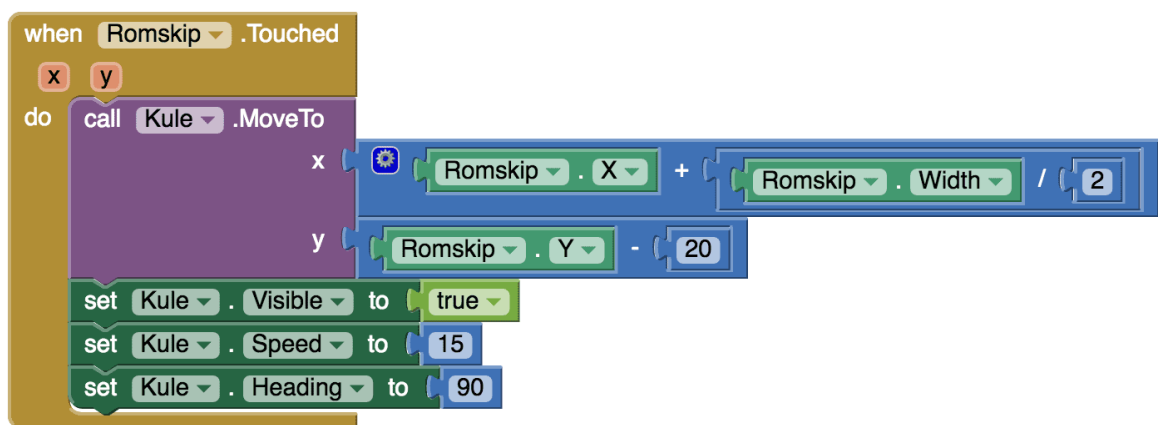 when Romskip .Touched
x y
do call Kule .MoveTo
x Romskip . X + Romskip . Width / 2
y Romskip . Y - 20
set Kule . Visible to true
set Kule . Speed to 15
set Kule . Heading to 90